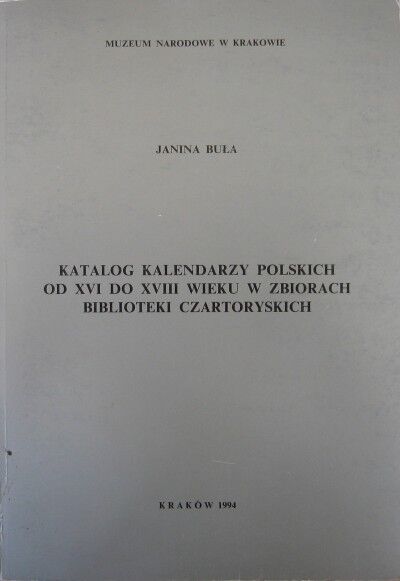 MUZEUM NARODOWE W KRAKOWIE
JANINA BUŁA
KATALOG KALENDARZY POLSKICH
OD XVI DO XVIII WIEKU W ZBIORACH
BIBLIOTEKI CZARTORYSKICH
KRAKÓW 1994